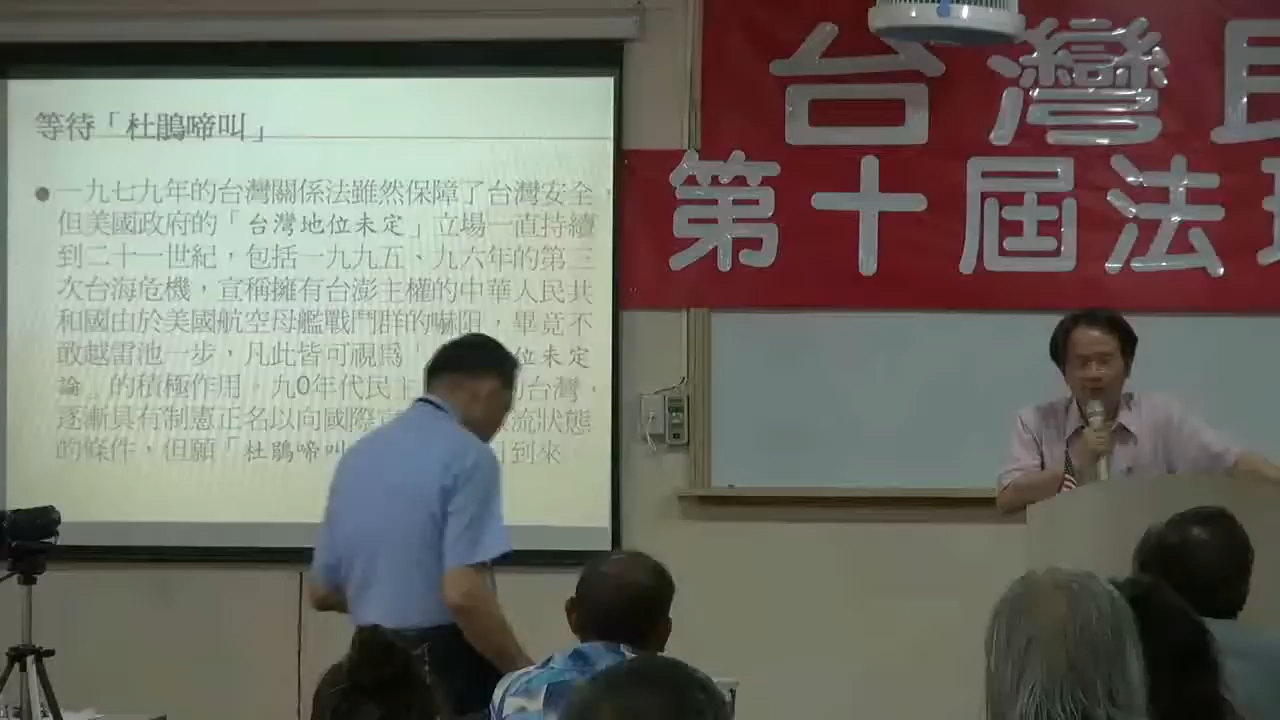 等待「杜鵑啼叫」
一九七九年的台灣關係法雖然保障了台灣安全，
但美國政府的「台灣地位未定」立場一直持續
到二十一世紀，包括一九九五、九六年的第三
次台海危機，宣稱擁有台澎主權的中華人民共
和國由於美國航空母艦戰鬥群的嚇阻，畢竟不
敢越雷池一步，凡此皆可視為「 位未定
論」的積極作用。九0年代民主 台灣，
逐漸具有制憲正名以向國際 流狀態
的條件，但願「杜鵑啼叫 到來
台灣
第十屆法